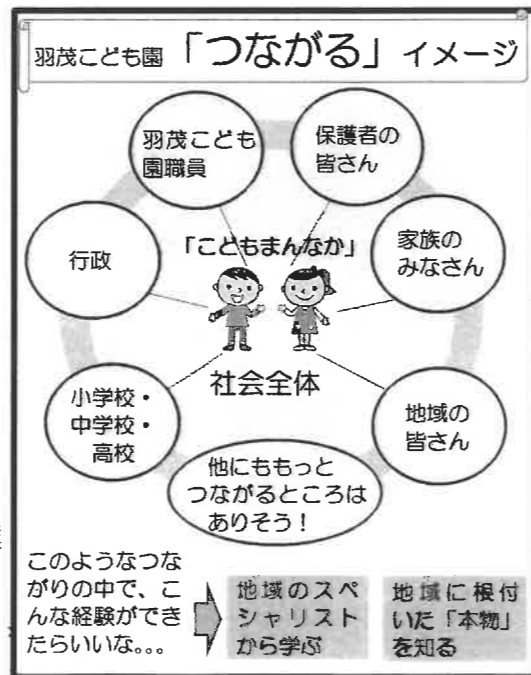 羽茂こども園「つながる」イメージ
羽茂こども
園職員
保護者の
皆さん
行政
「こどもまんなか」
家族の
みなさん
社会全体
小学校・
中学校・
高校
地域の
皆さん
他にももっと
つながるところは
ありそう!
このようなつな
がりの中で、こ
んな経験ができ
たらいいな。。。
地域のスペ
シャリスト
から学ぶ
地域に根付
いた「本物」
を知る